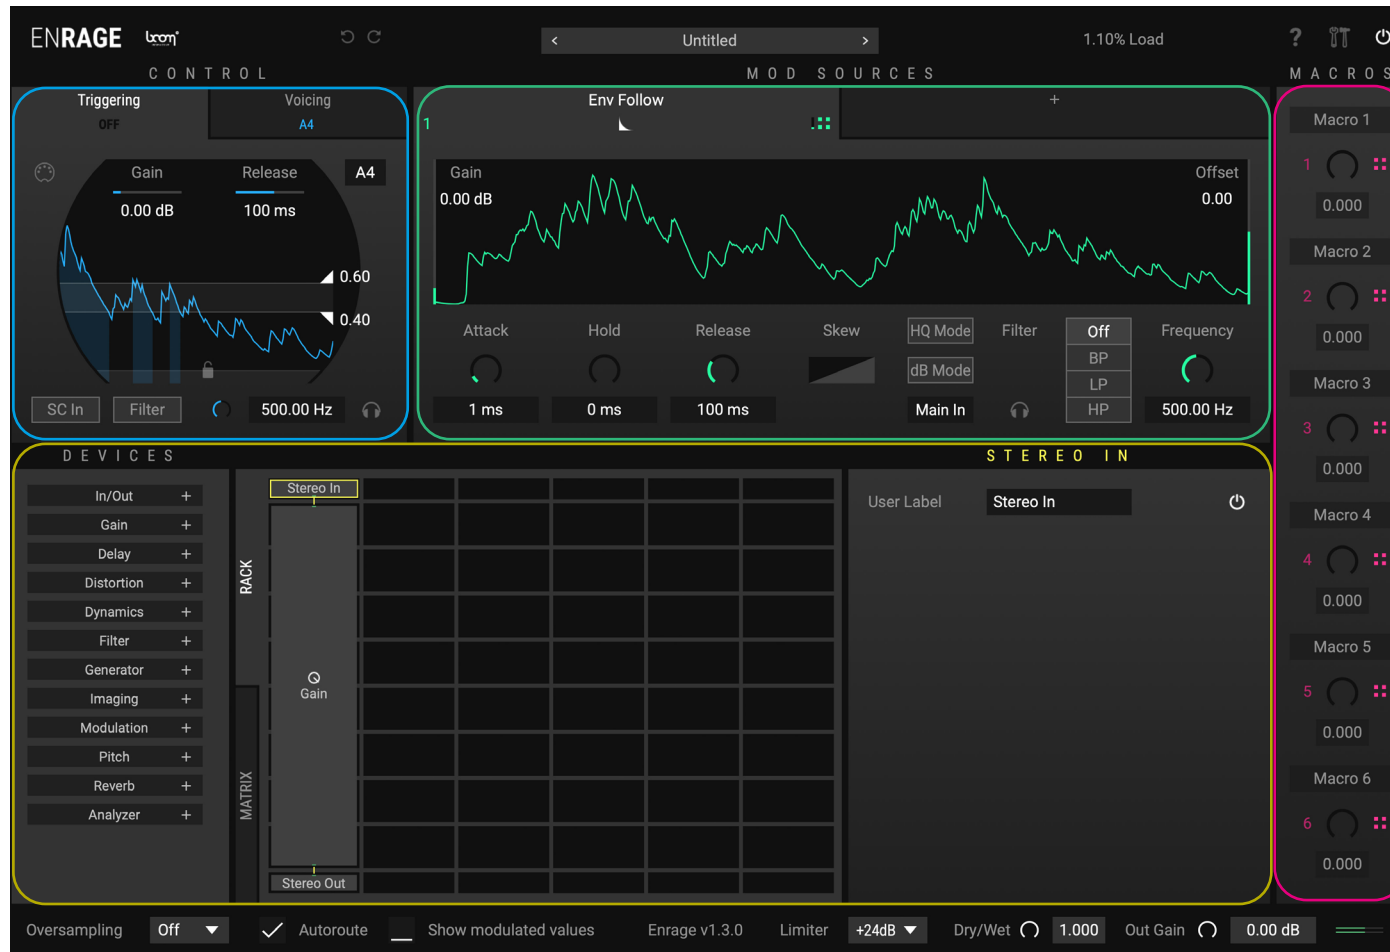 ENRAGE boom
< Untitled >
1.10% Load
?
CONTROL
MOD SOURCES
MACROS
Triggering
OFF
Voicing
A4
Gain
0.00 dB
Release
100 ms
A4
0.60
0.40
SC In
Filter
500.00 Hz
1
Env Follow
+
Gain
0.00 dB
Offset
0.00
Attack
1 ms
Hold
0 ms
Release
100 ms
Skew
HQ Mode
dB Mode
Main In
Filter
Off
BP
LP
HP
Frequency
500.00 Hz
Macro 1
1
0.000
Macro 2
2
0.000
Macro 3
3
0.000
Macro 4
4
0.000
Macro 5
5
0.000
Macro 6
6
0.000
DEVICES
In/Out +
Gain +
Delay +
Distortion +
Dynamics +
Filter +
Generator +
Imaging +
Modulation +
Pitch +
Reverb +
Analyzer +
RACK
MATRIX
Stereo In
Gain
Stereo Out
STEREO IN
User Label Stereo In
Oversampling Off
Autoroute
Show modulated values
Enrage v1.3.0
Limiter +24dB
Dry/Wet 1.000
Out Gain 0.00 dB